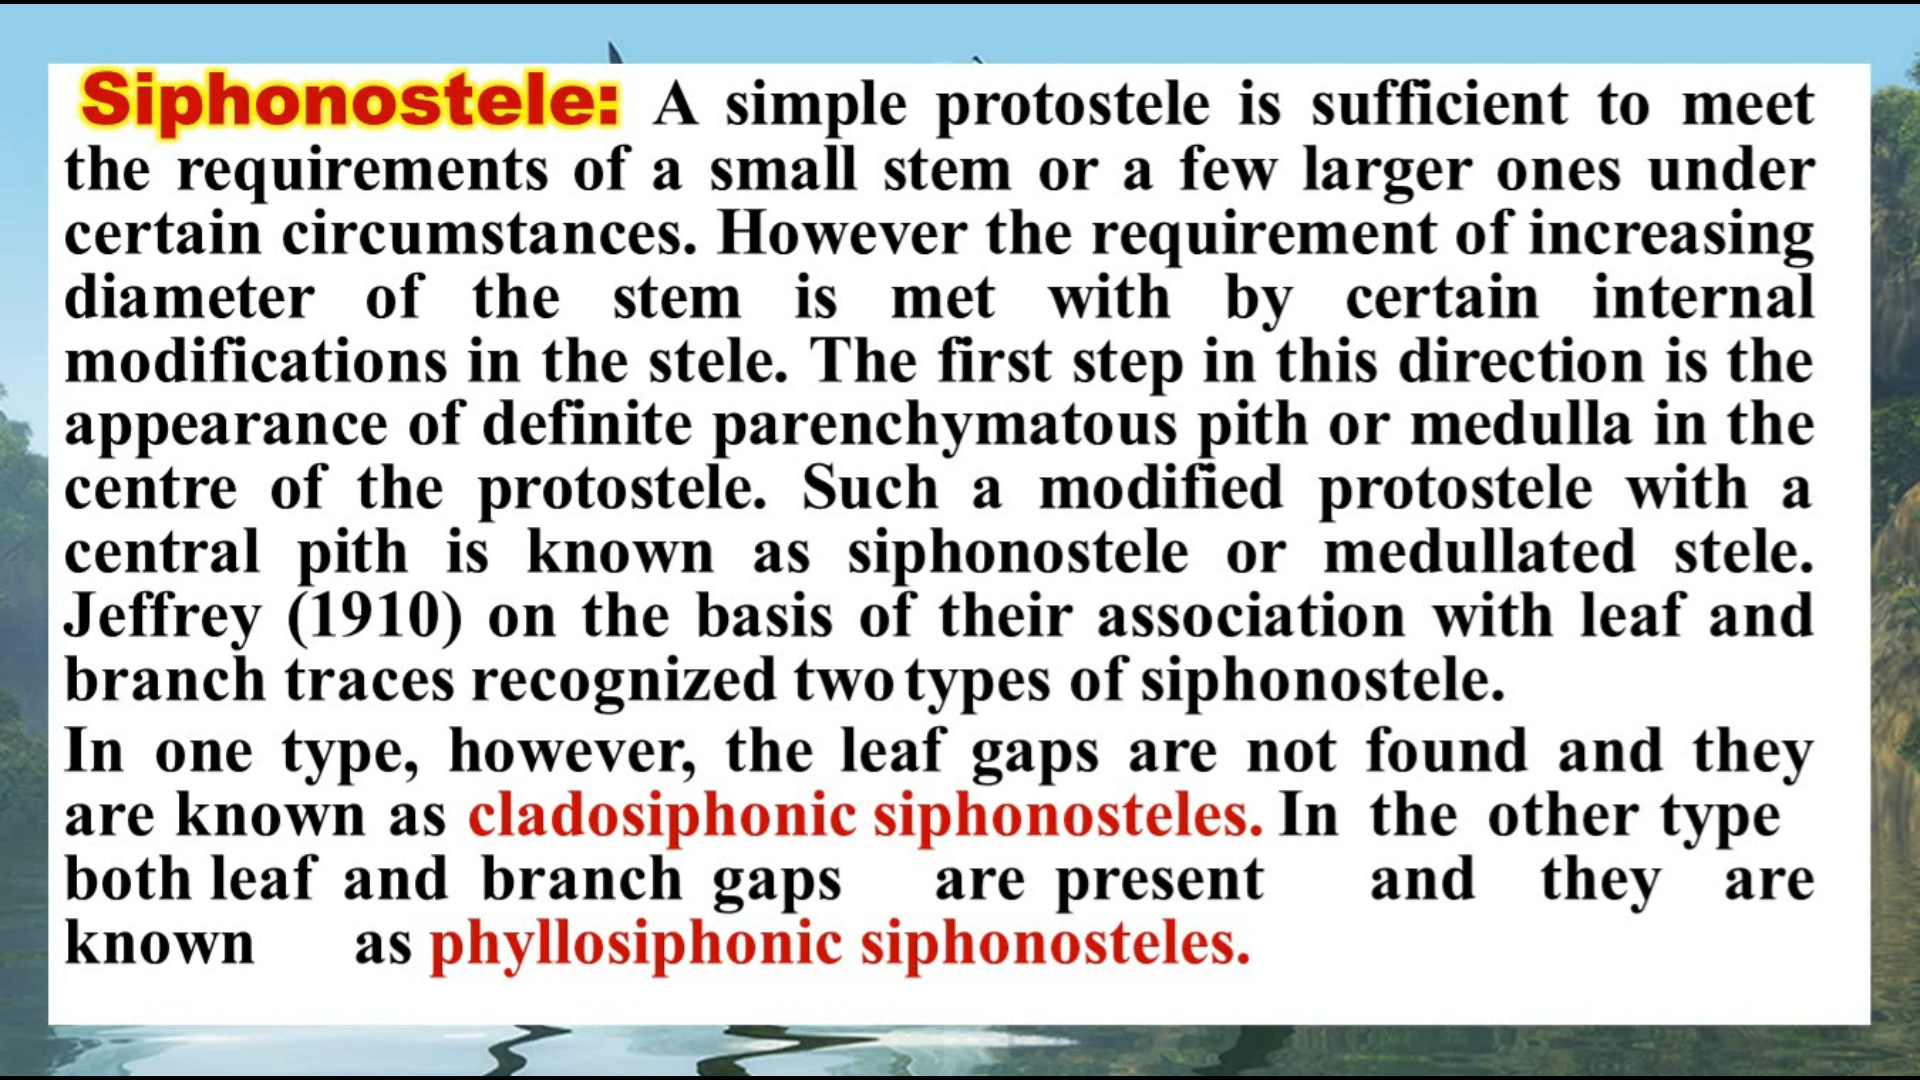 Siphonostele: A simple protostele is sufficient to meet
the requirements of a small stem or a few larger ones under
certain circumstances. However the requirement of increasing
diameter of the stem is met with by certain internal
modifications in the stele. The first step in this direction is the
appearance of definite parenchymatous pith or medulla in the
centre of the protostele. Such a modified protostele with a
central pith is known as siphonostele or medullated stele.
Jeffrey (1910) on the basis of their association with leaf and
branch traces recognized two types of siphonostele.
In one type, however, the leaf gaps are not found and they
are known as cladosiphonic siphonosteles. In the other type
both leaf and branch gaps are present and they are
known as phyllosiphonic siphonosteles.